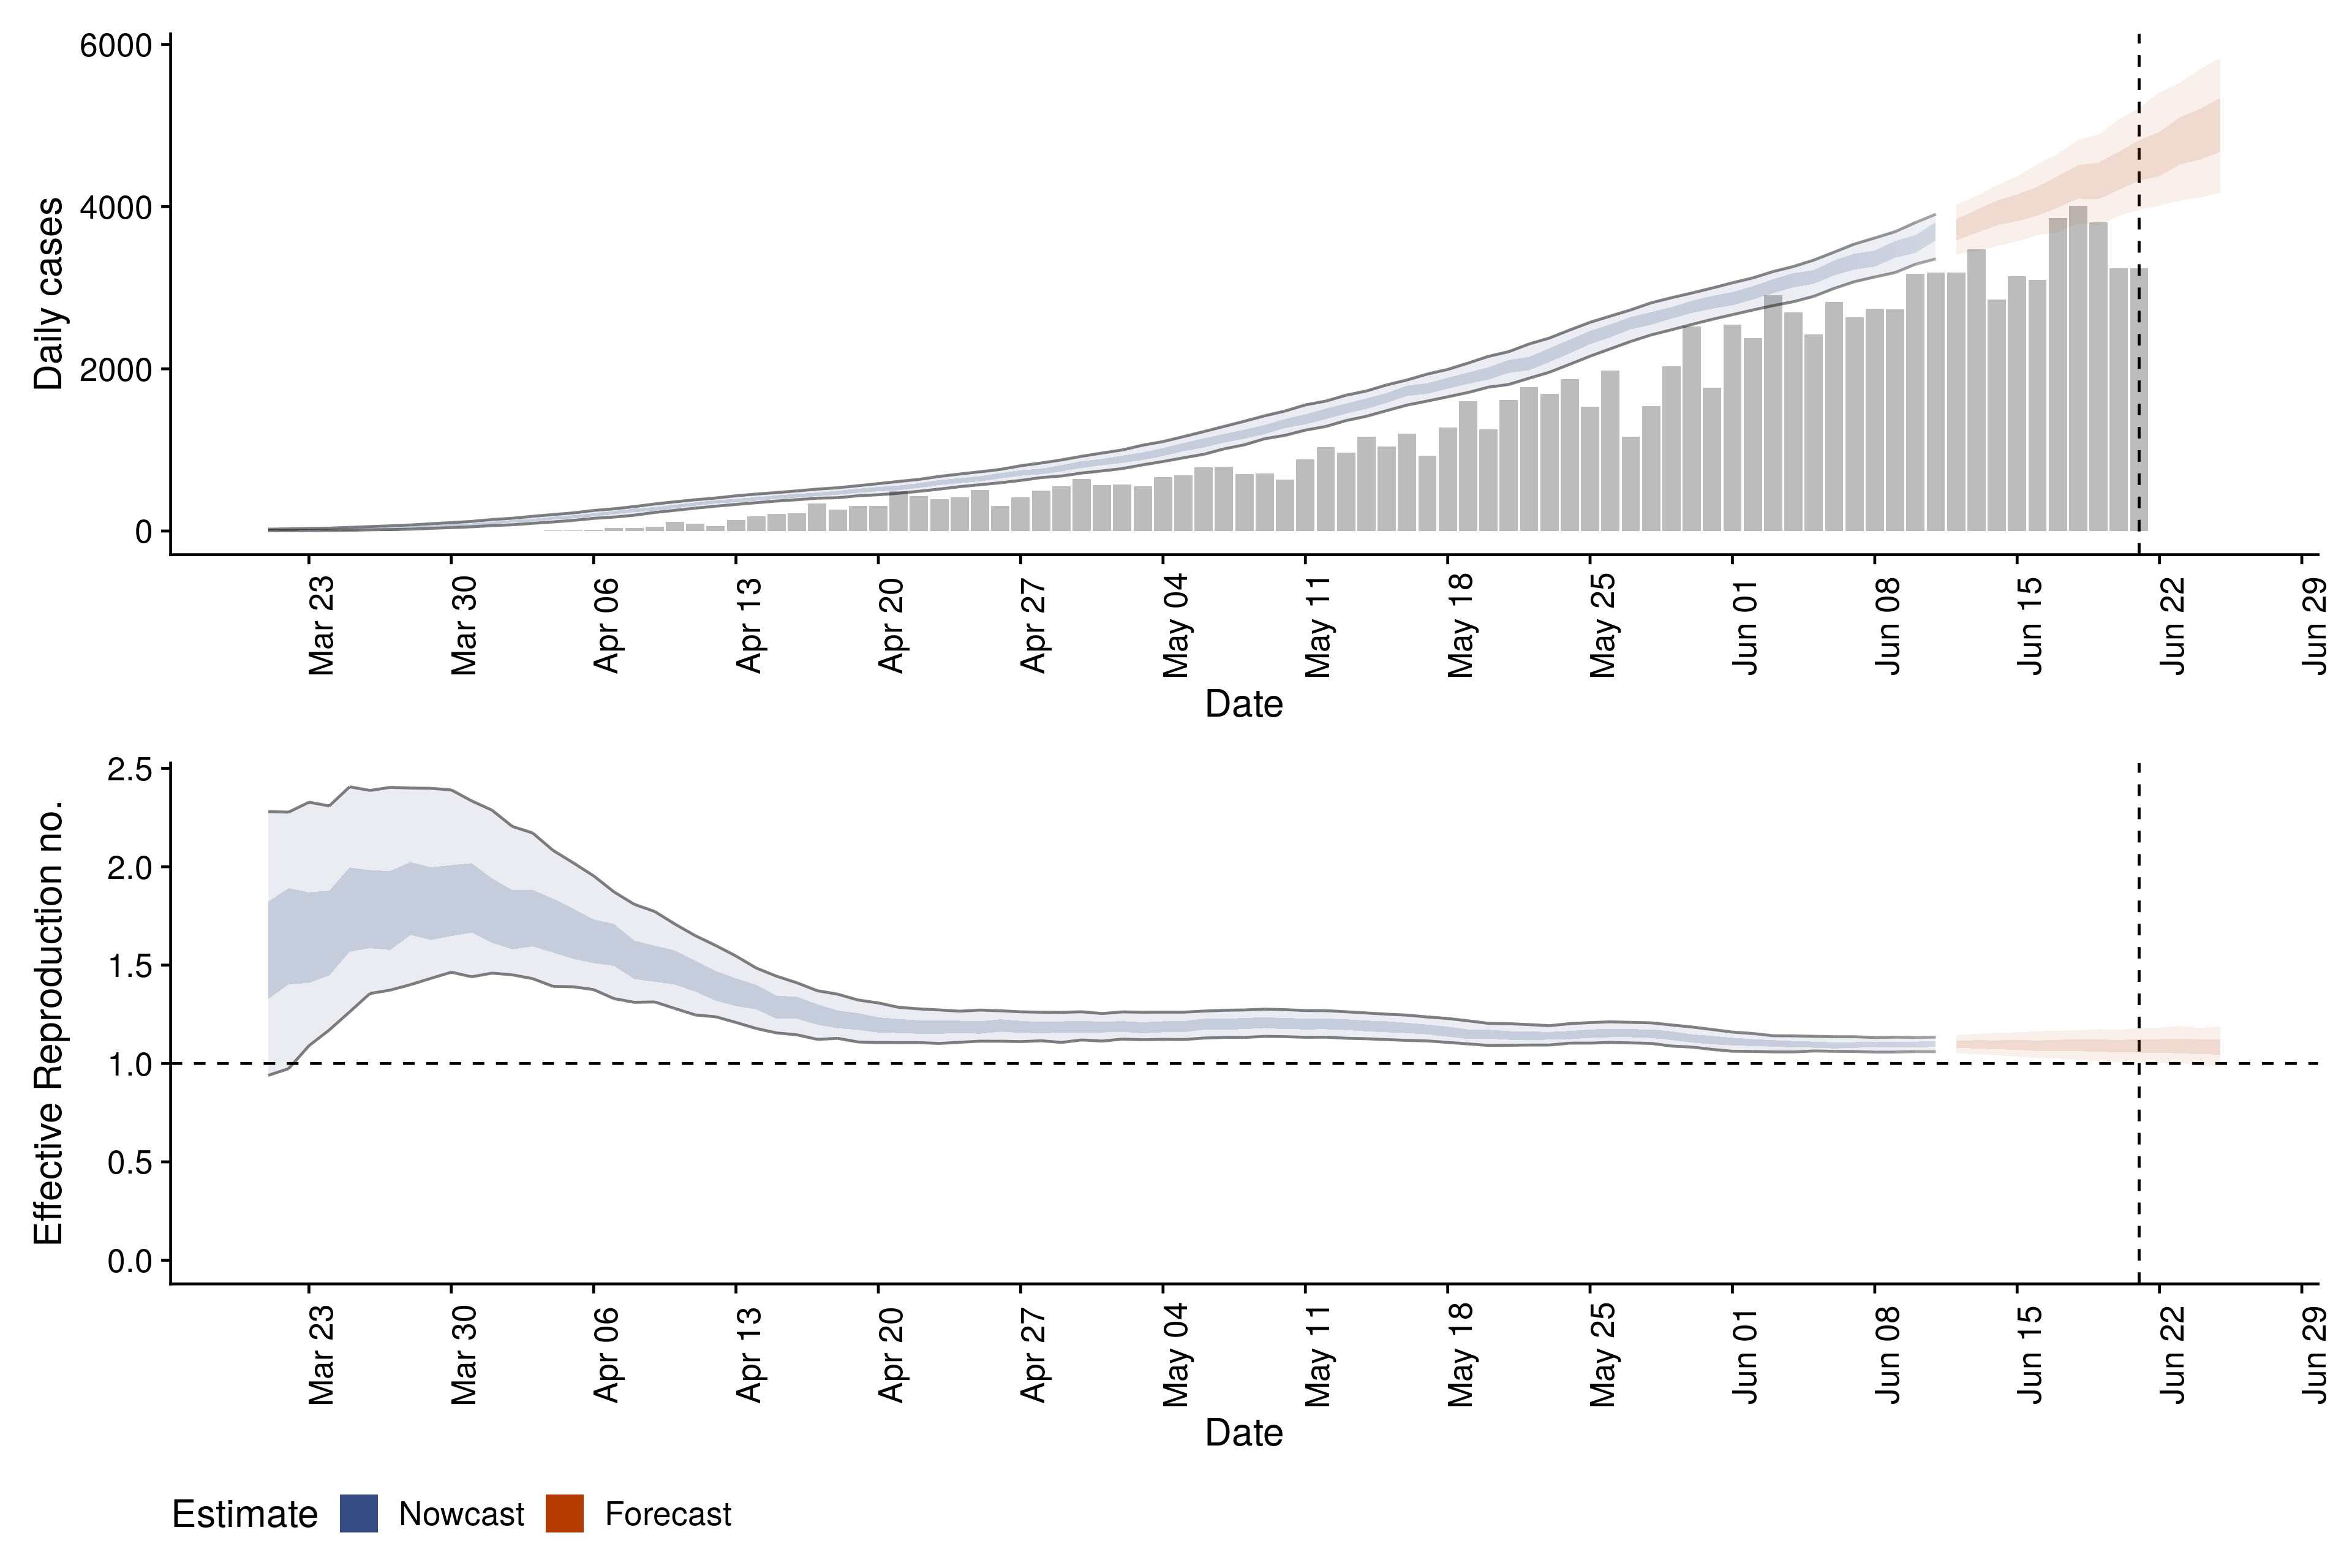 6000
4000
2000
0
Daily cases
Mar 23
Mar 30
Apr 06
Apr 13
Apr 20
Apr 27
May 04
May 11
May 18
May 25
Jun 01
Jun 08
Jun 15
Jun 22
Jun 29
Date
2.5
2.0
1.5
1.0
0.5
0.0
Effective Reproduction no.
Mar 23
Mar 30
Apr 06
Apr 13
Apr 20
Apr 27
May 04
May 11
May 18
May 25
Jun 01
Jun 08
Jun 15
Jun 22
Jun 29
Date
Estimate Nowcast Forecast